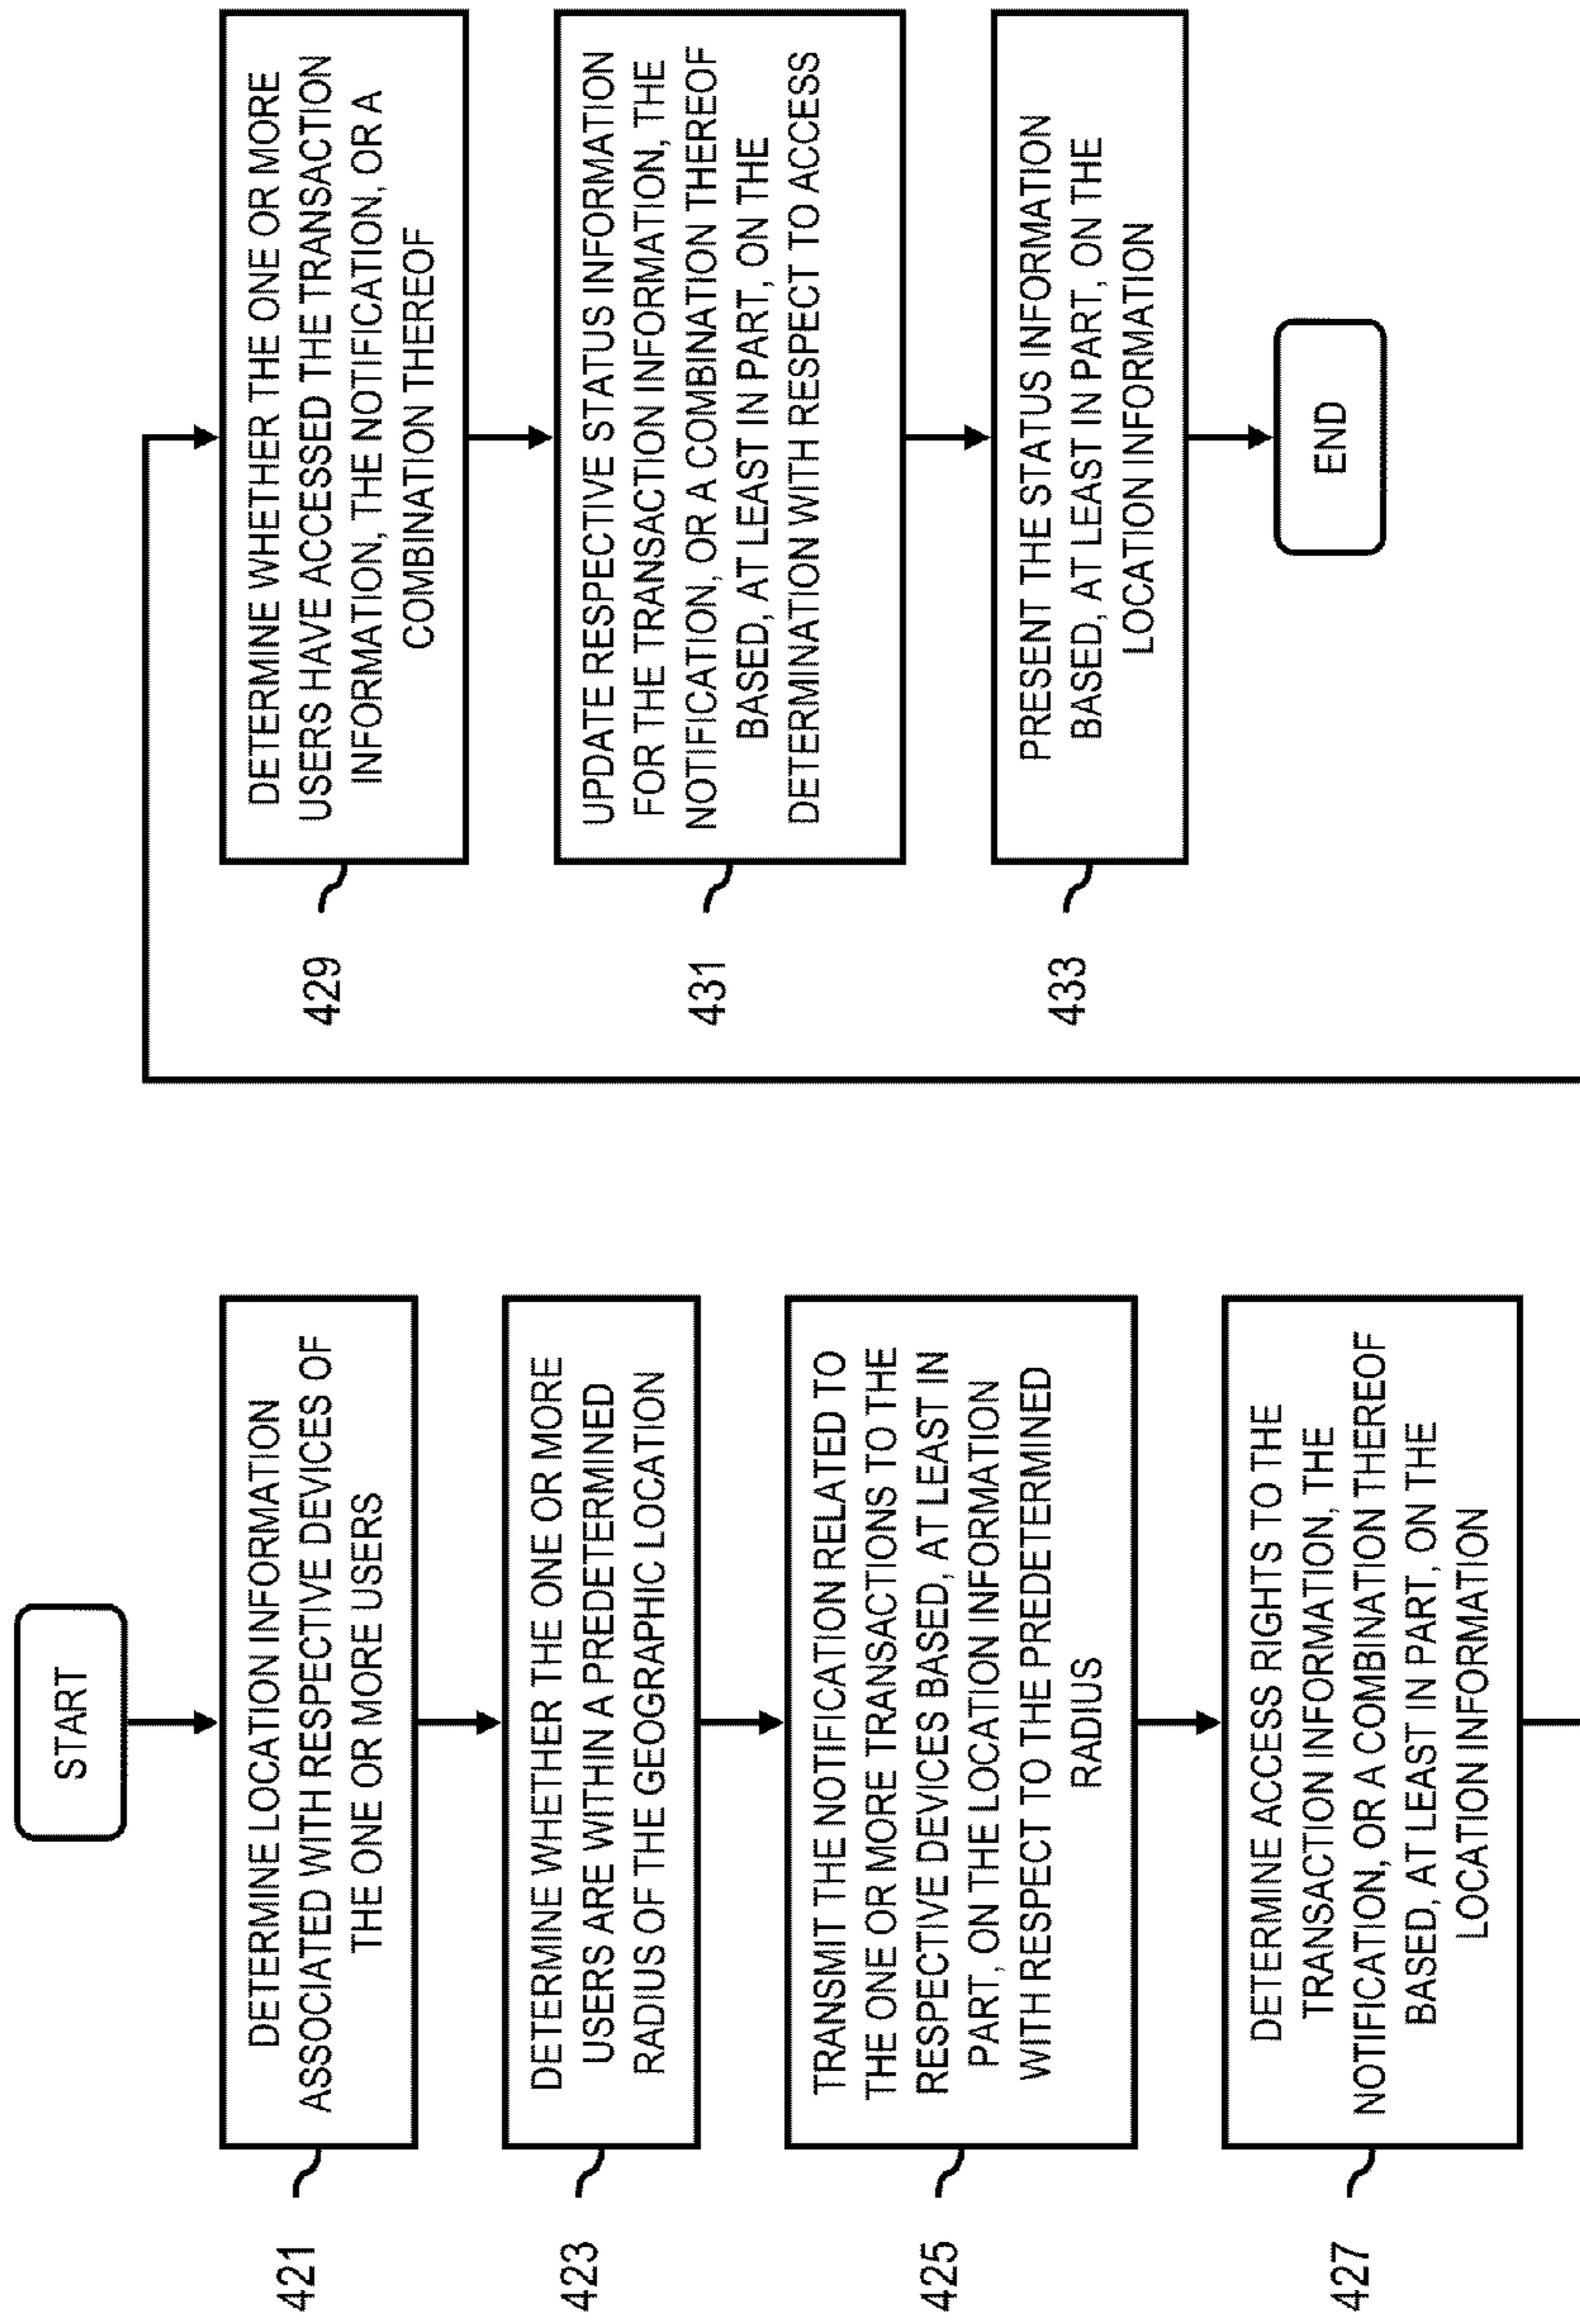 START
DETERMINE LOCATION INFORMATION
ASSOCIATED WITH RESPECTIVE DEVICES OF
THE ONE OR MORE USERS
421
DETERMINE WHETHER THE ONE OR MORE
USERS ARE WITHIN A PREDETERMINED
RADIUS OF THE GEOGRAPHIC LOCATION
423
TRANSMIT THE NOTIFICATION RELATED TO
THE ONE OR MORE TRANSACTIONS TO THE
RESPECTIVE DEVICES BASED, AT LEAST IN
PART, ON THE LOCATION INFORMATION
WITH RESPECT TO THE PREDETERMINED
RADIUS
425
DETERMINE ACCESS RIGHTS TO THE
TRANSACTION INFORMATION, THE
NOTIFICATION, OR A COMBINATION THEREOF
BASED, AT LEAST IN PART, ON THE
LOCATION INFORMATION
427
DETERMINE WHETHER THE ONE OR MORE
USERS HAVE ACCESSED THE TRANSACTION
INFORMATION, THE NOTIFICATION, OR A
COMBINATION THEREOF
429
UPDATE RESPECTIVE STATUS INFORMATION
FOR THE TRANSACTION INFORMATION, THE
NOTIFICATION, OR A COMBINATION THEREOF
BASED, AT LEAST IN PART, ON THE
DETERMINATION WITH RESPECT TO ACCESS
431
PRESENT THE STATUS INFORMATION
BASED, AT LEAST IN PART, ON THE
LOCATION INFORMATION
433
END